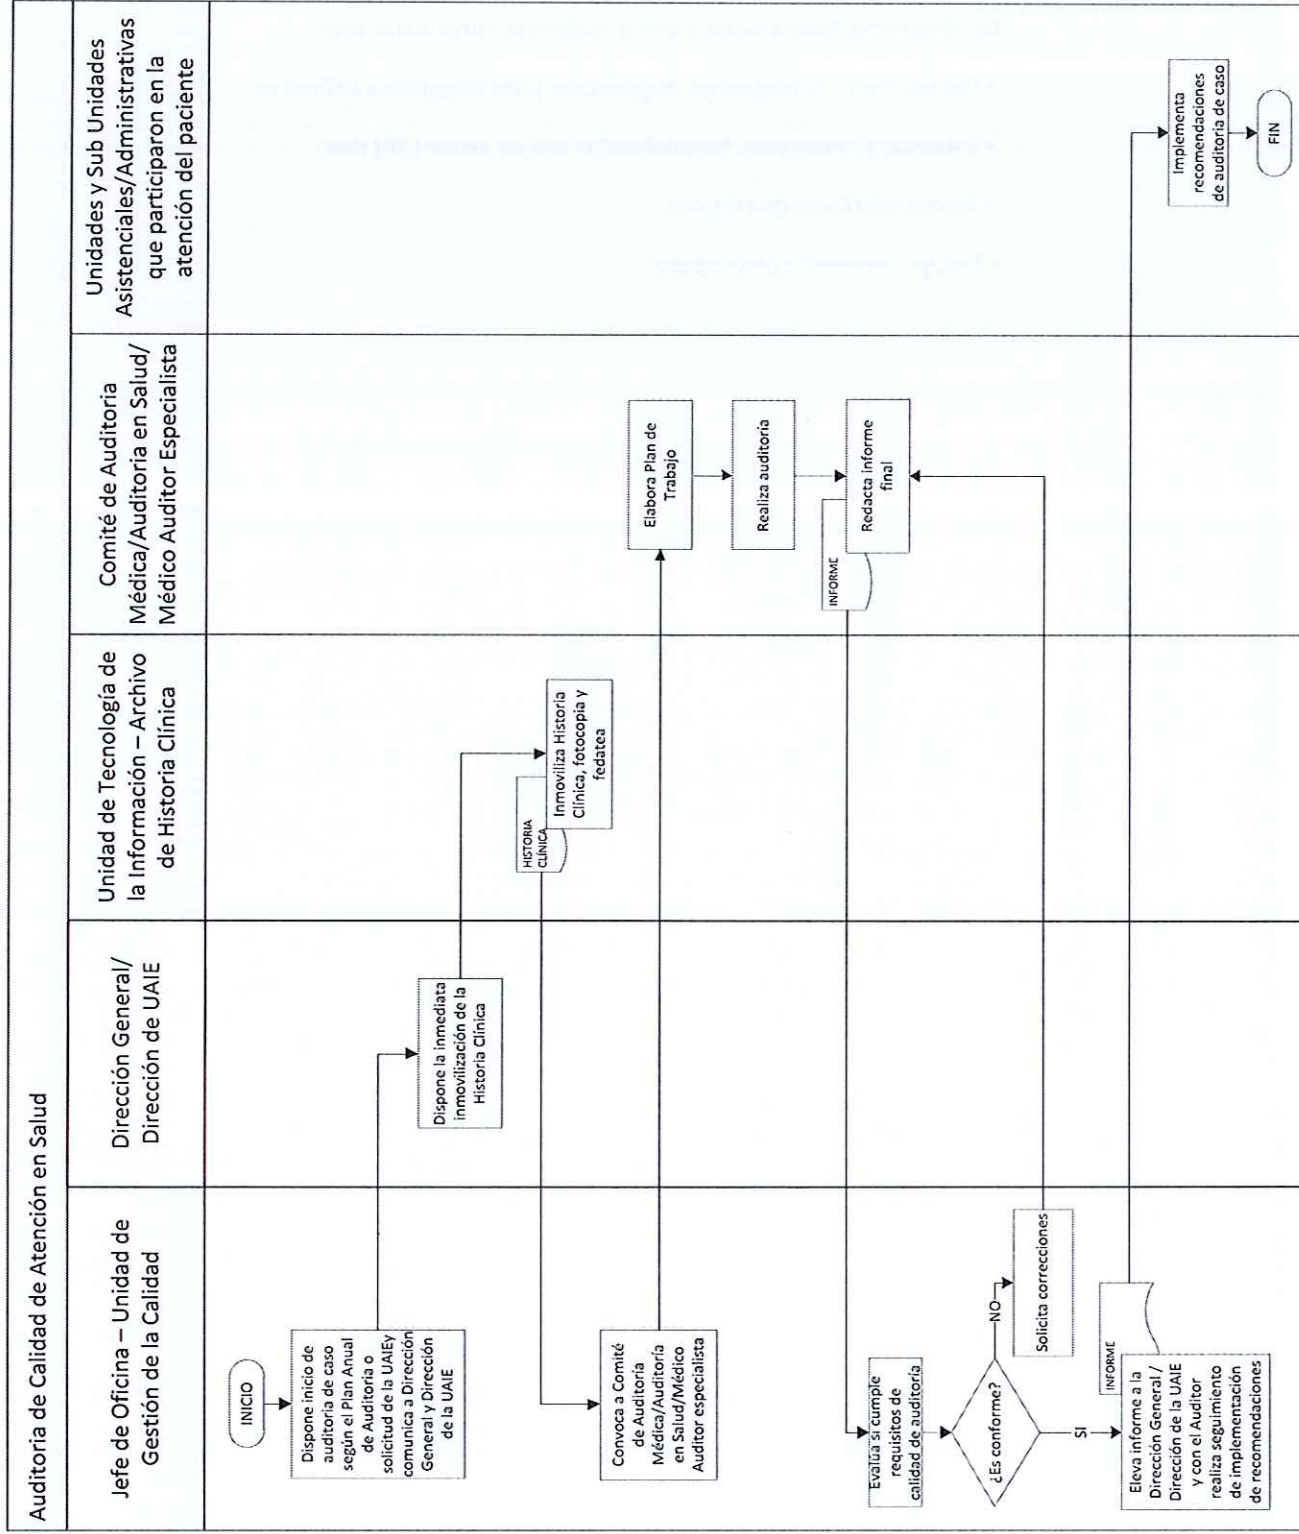 Auditoria de Calidad de Atención en Salud
Jefe de Oficina – Unidad de
Gestión de la Calidad
Dirección General/
Dirección de UAIE
Unidad de Tecnología de
la Información – Archivo
de Historia Clínica
Comité de Auditoria
Médica/Auditoria en Salud/
Médico Auditor Especialista
Unidades y Sub Unidades
Asistenciales/Administrativas
que participaron en la
atención del paciente
INICIO
Dispone inicio de
auditoría de caso
según el Plan Anual
de Auditoría o
solicitud de la UAIEy
comunica a Dirección
General y Dirección
de la UAIE
Dispone la inmediata
inmovilización de la
Historia Clínica
HISTORIA
CLÍNICA
Inmoviliza Historia
Clínica, fotocopia y
fedatea
Convoca a Comité
de Auditoría
Médica/Auditoría
en Salud/Médico
Auditor especialista
Elabora Plan de
Trabajo
Realiza auditoría
INFORME
Redacta informe
final
Evalúa si cumple
requisitos de
calidad de auditoría
¿Es conforme?
NO
Solicita correcciones
SI
INFORME
Eleva informe a la
Dirección General /
Dirección de la UAIE
y con el Auditor
realiza seguimiento
de implementación
de recomendaciones
Implementa
recomendaciones
de auditoria de caso
FIN